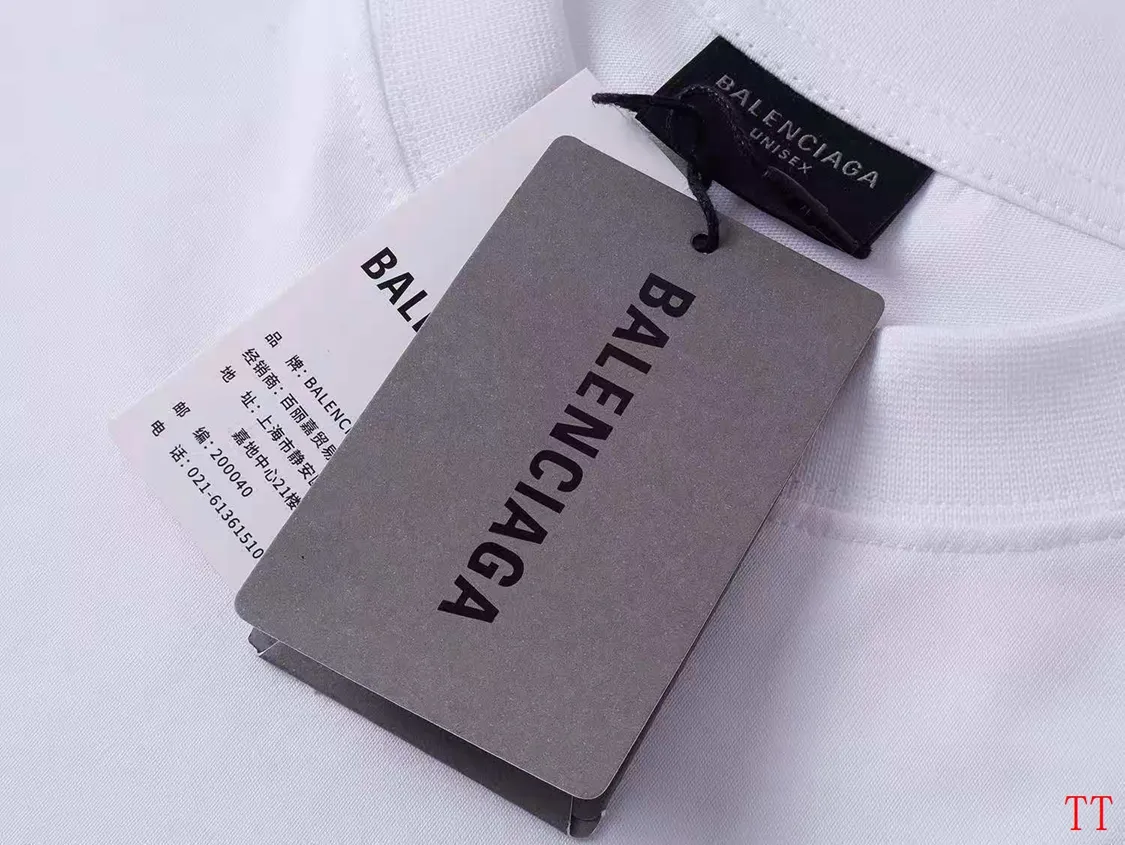 BALENCIAGA
UNISEX
BALENCIAGA
品 牌：BALENC
经销商：百丽嘉贸易
地 址：上海市静安
嘉地中心21楼
邮 编：200040
电 话：021-61361510
TT